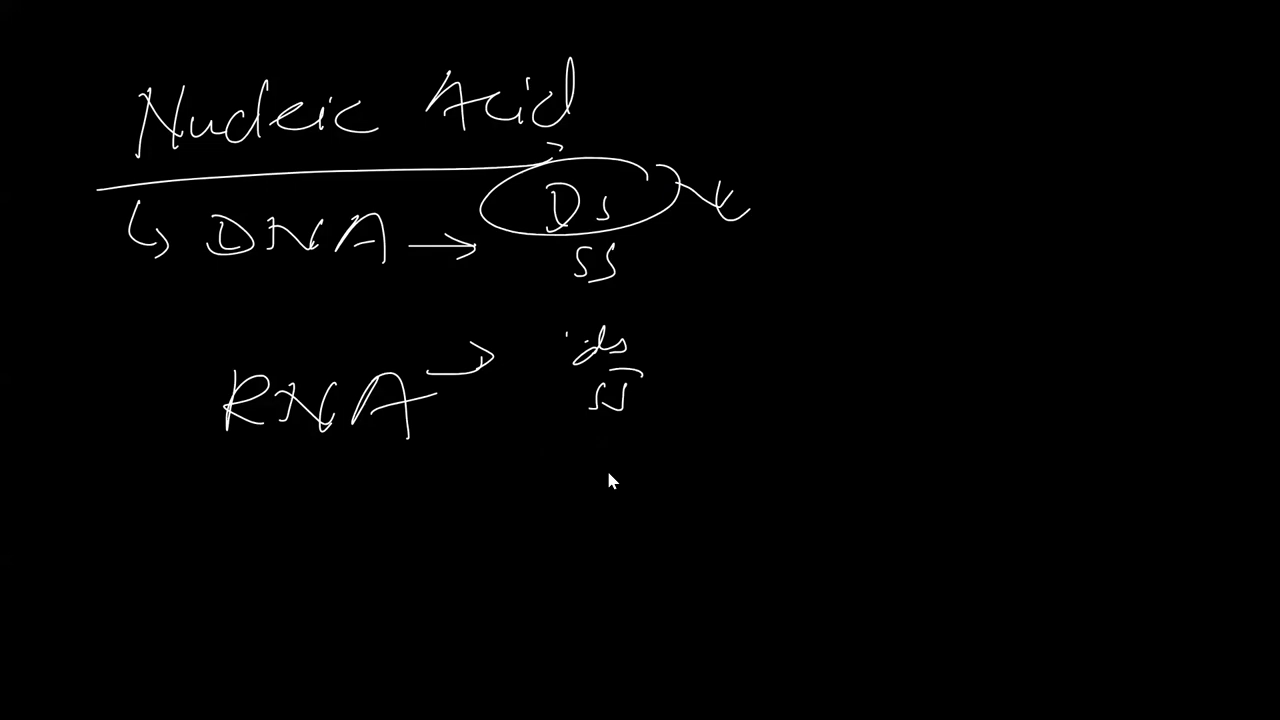 Nucleic Acid
↳ DNA → Ds
ss
RNA → ds
ss